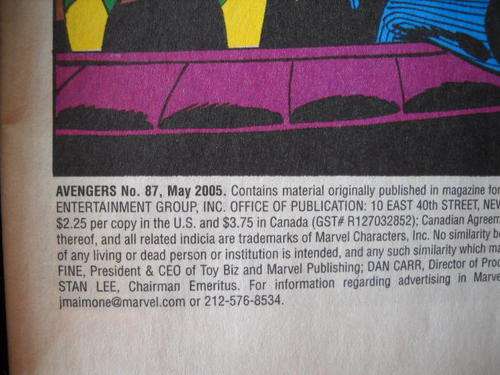 AVENGERS No. 87, May 2005. Contains material originally published in magazine for
ENTERTAINMENT GROUP, INC. OFFICE OF PUBLICATION: 10 EAST 40th STREET, NEW
$2.25 per copy in the U.S. and $3.75 in Canada (GST# R127032852); Canadian Agreem
thereof, and all related indicia are trademarks of Marvel Characters, Inc. No similarity be
of any living or dead person or institution is intended, and any such similarity which ma
FINE, President & CEO of Toy Biz and Marvel Publishing; DAN CARR, Director of Proc
STAN LEE, Chairman Emeritus. For information regarding advertising in Marve
jmaimone@marvel.com or 212-576-8534.